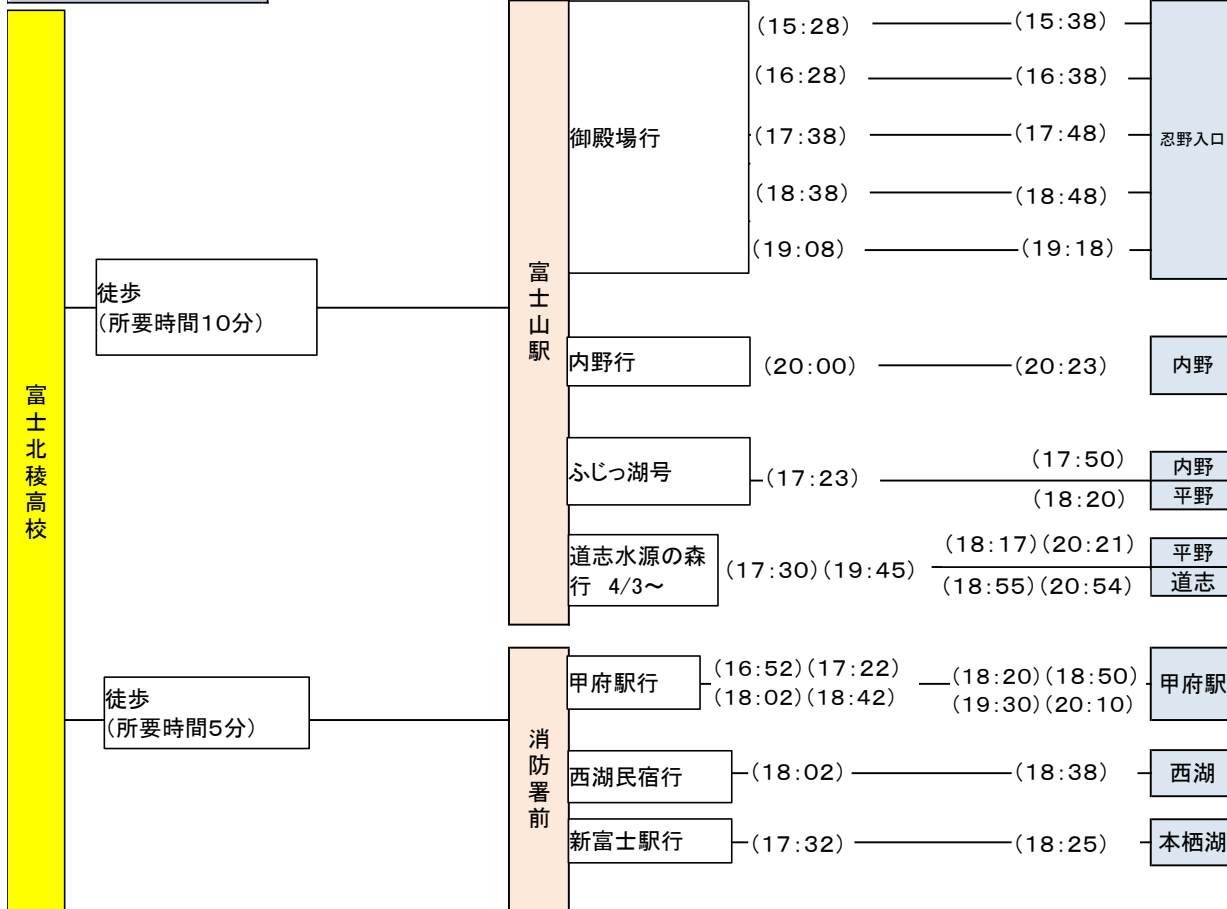 富士北稜高校
徒歩
（所要時間10分）
富士山駅
御殿場行
（15:28）
（15:38）
（16:28）
（16:38）
（17:38）
（17:48）
（18:38）
（18:48）
（19:08）
（19:18）
忍野入口
内野行
（20:00）
（20:23）
内野
ふじっ湖号
（17:23）
（17:50）
内野
（18:20）
平野
道志水源の森
行 4/3～
（17:30）（19:45）
（18:17）（20:21）
平野
（18:55）（20:54）
道志
徒歩
（所要時間5分）
消防署前
甲府駅行
（16:52）（17:22）
（18:02）（18:42）
（18:20）（18:50）
（19:30）（20:10）
甲府駅
西湖民宿行
（18:02）
（18:38）
西湖
新富士駅行
（17:32）
（18:25）
本栖湖